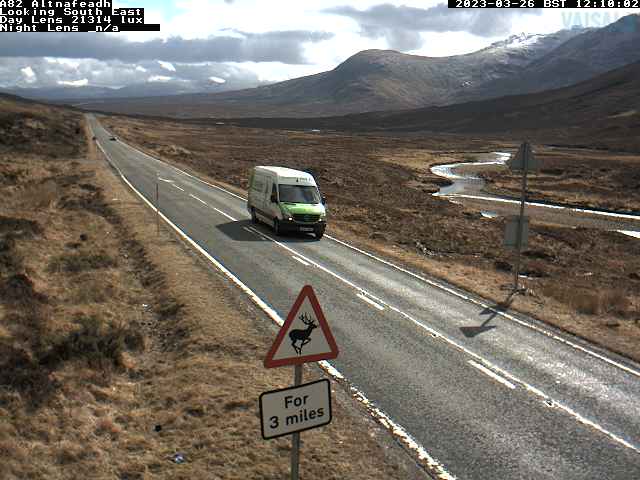 A82 Altnafeadh
Looking South East
Day Lens 21314 lux
Night Lens n/a
2023-03-26 BST 12:10:02
VAISALA
For
3 miles